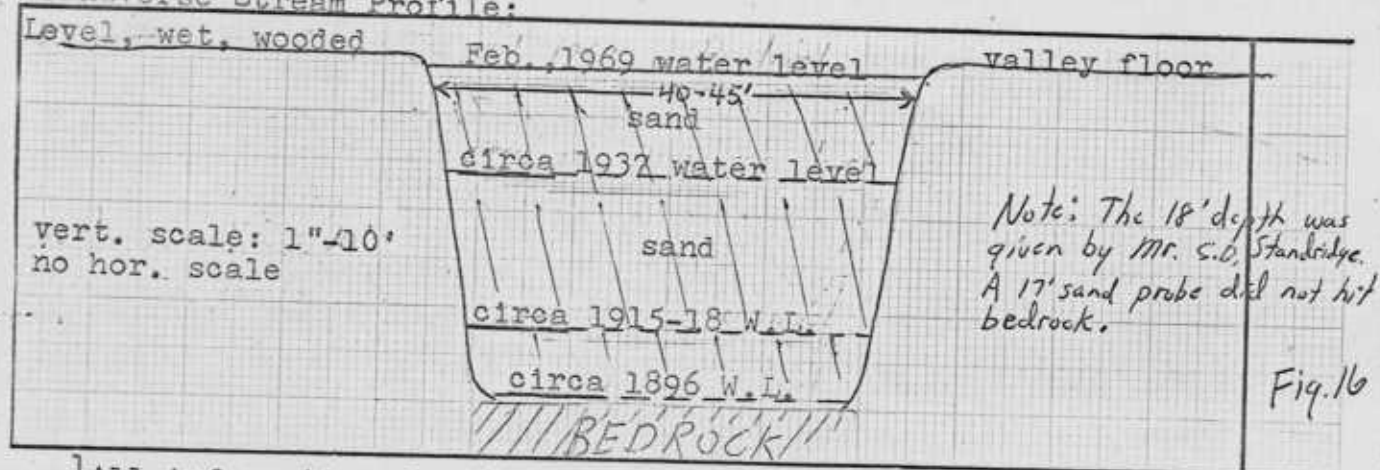 Stream Profile:
Level, wet, wooded
Feb. 1969 water level
valley floor
40-45'
sand
circa 1932 water level
vert. scale: 1"-10'
no hor. scale
sand
Note: The 18' depth was
given by Mr. S.D. Standridge.
A 17' sand probe did not hit
bedrock.
circa 1915-18 W.L.
circa 1896 W.L.
Fig.16
BEDROCK